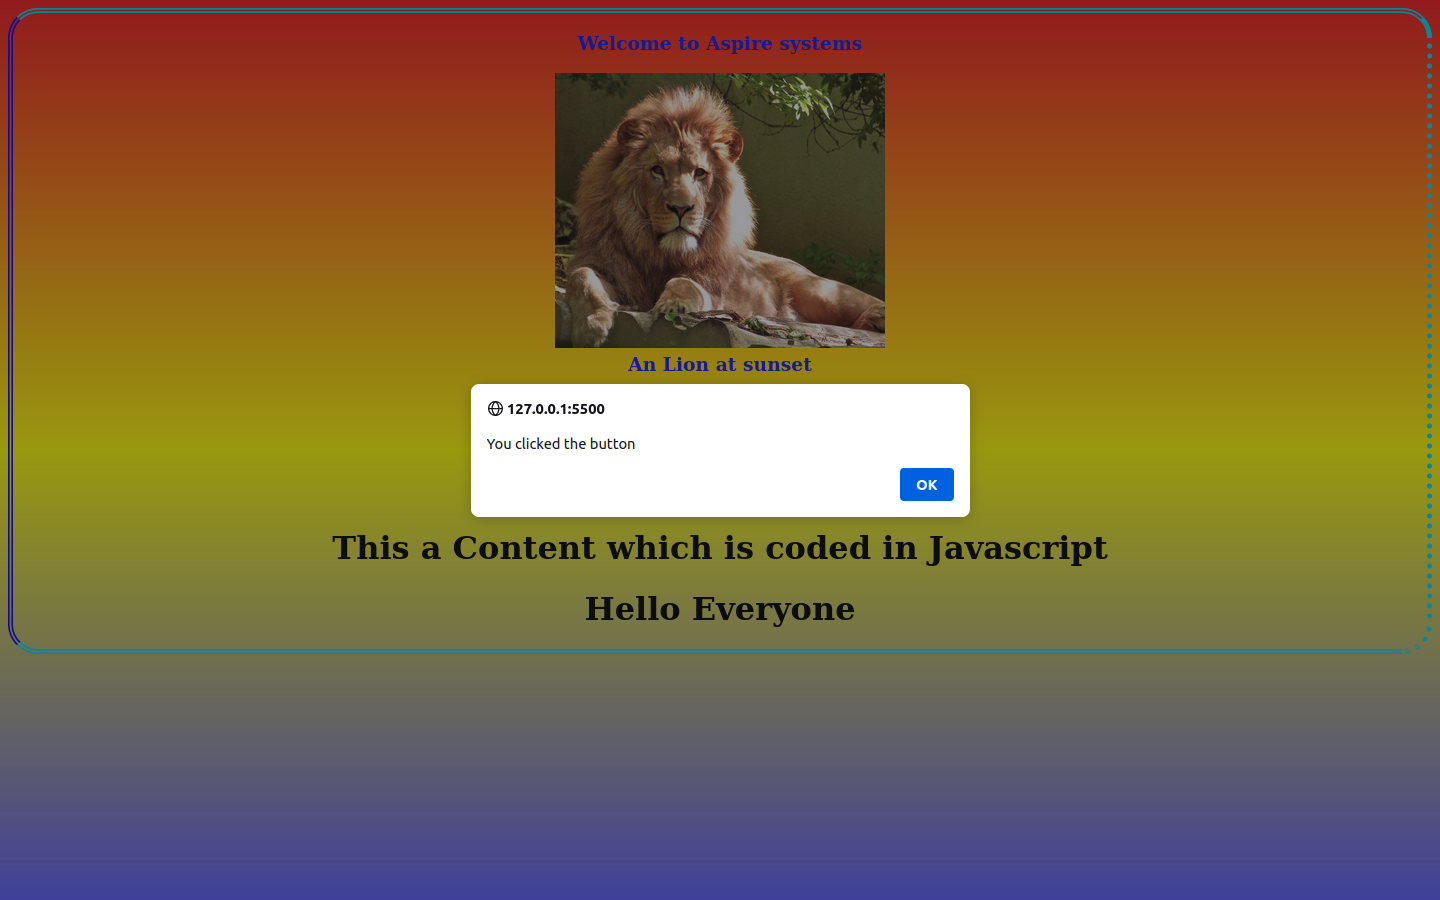 Welcome to Aspire systems
An Lion at sunset
127.0.0.1:5500
You clicked the button
OK
This a Content which is coded in Javascript
Hello Everyone